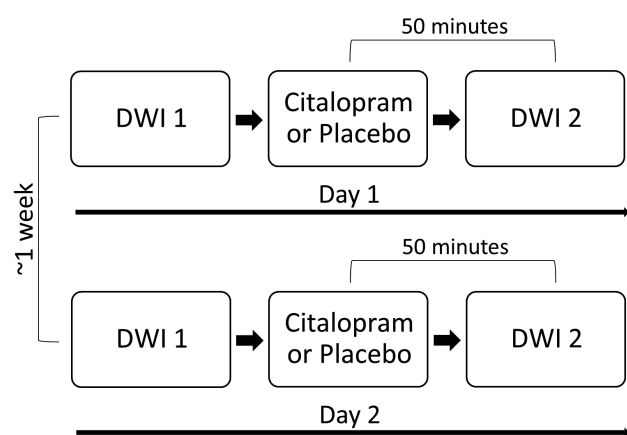 50 minutes
DWI 1
Citalopram
or Placebo
DWI 2
Day 1
~1 week
50 minutes
DWI 1
Citalopram
or Placebo
DWI 2
Day 2